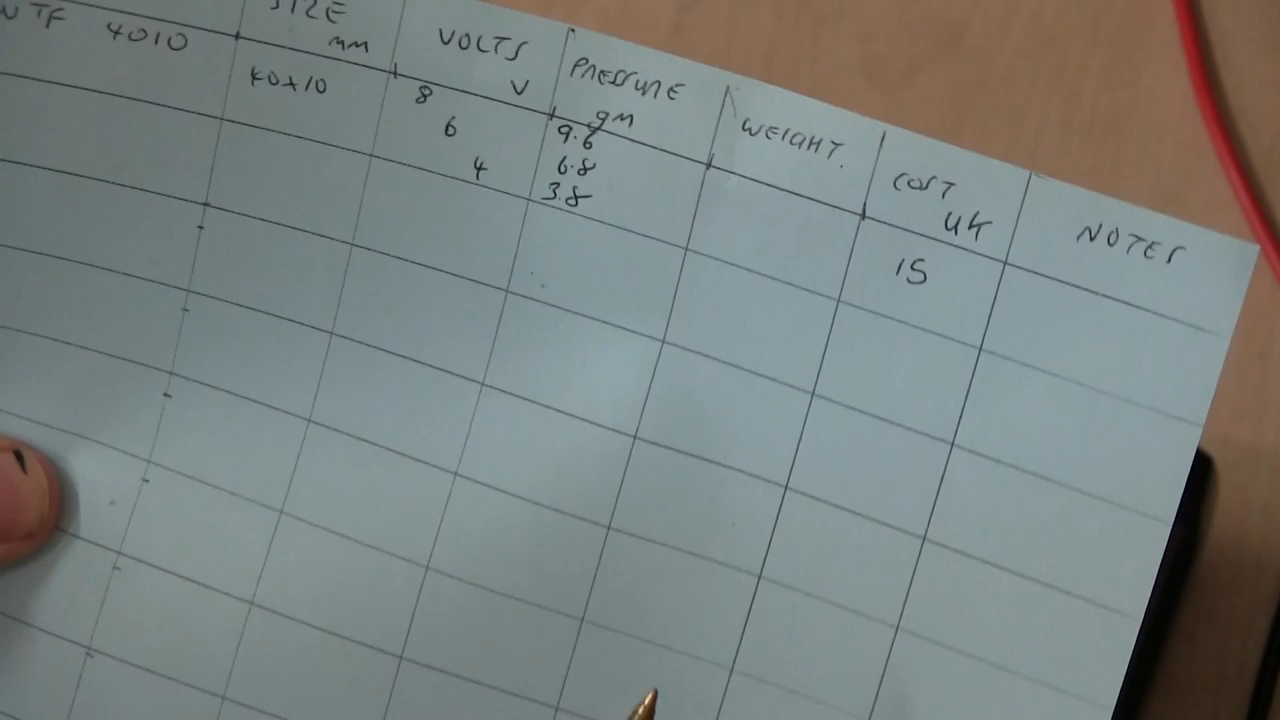 SIZE
mm
VOLTS
V
PRESSURE
gm
WEIGHT.
COST
UK
NOTES
NTF 4010
40x10
8
6
4
9.6
6.8
3.8
15